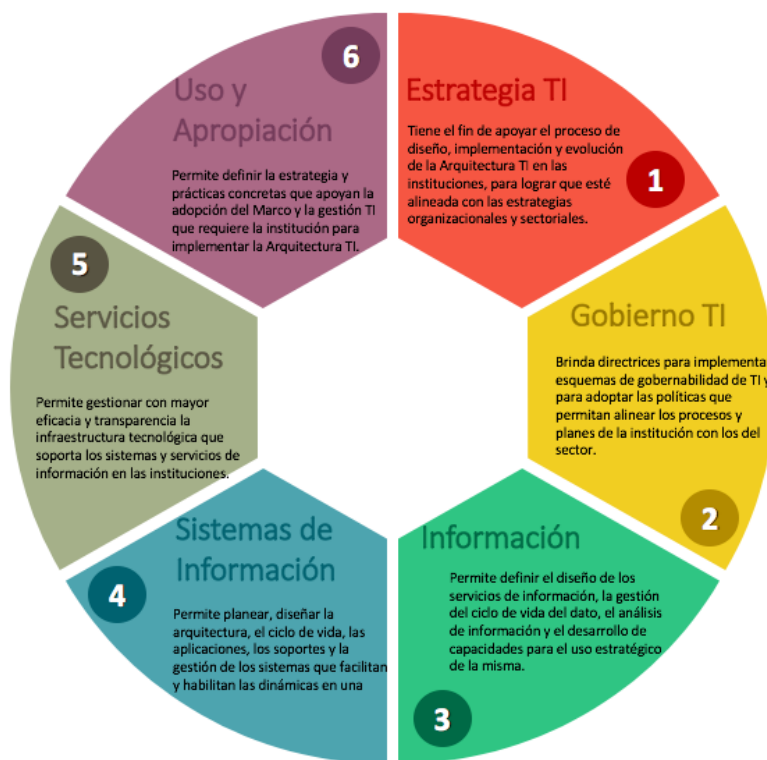 1
Estrategia TI
Tiene el fin de apoyar el proceso de
diseño, implementación y evolución
de la Arquitectura TI en las
instituciones, para lograr que esté
alineada con las estrategias
organizacionales y sectoriales.
Gobierno TI
Brinda directrices para implementa
esquemas de gobernabilidad de TI y
para adoptar las políticas que
permitan alinear los procesos y
planes de la institución con los del
sector.
2
Información
Permite definir el diseño de los
servicios de información, la gestión
del ciclo de vida del dato, el análisis
de información y el desarrollo de
capacidades para el uso estratégico
de la misma.
3
Sistemas de
Información
4
Permite planear, diseñar la
arquitectura, el ciclo de vida, las
aplicaciones, los soportes y la
gestión de los sistemas que facilitan
y habilitan las dinámicas en una
5
Servicios
Tecnológicos
Permite gestionar con mayor
eficacia y transparencia la
infraestructura tecnológica que
soporta los sistemas y servicios de
información en las instituciones.
6
Uso y
Apropiación
Permite definir la estrategia y
prácticas concretas que apoyan la
adopción del Marco y la gestión TI
que requiere la institución para
implementar la Arquitectura TI.